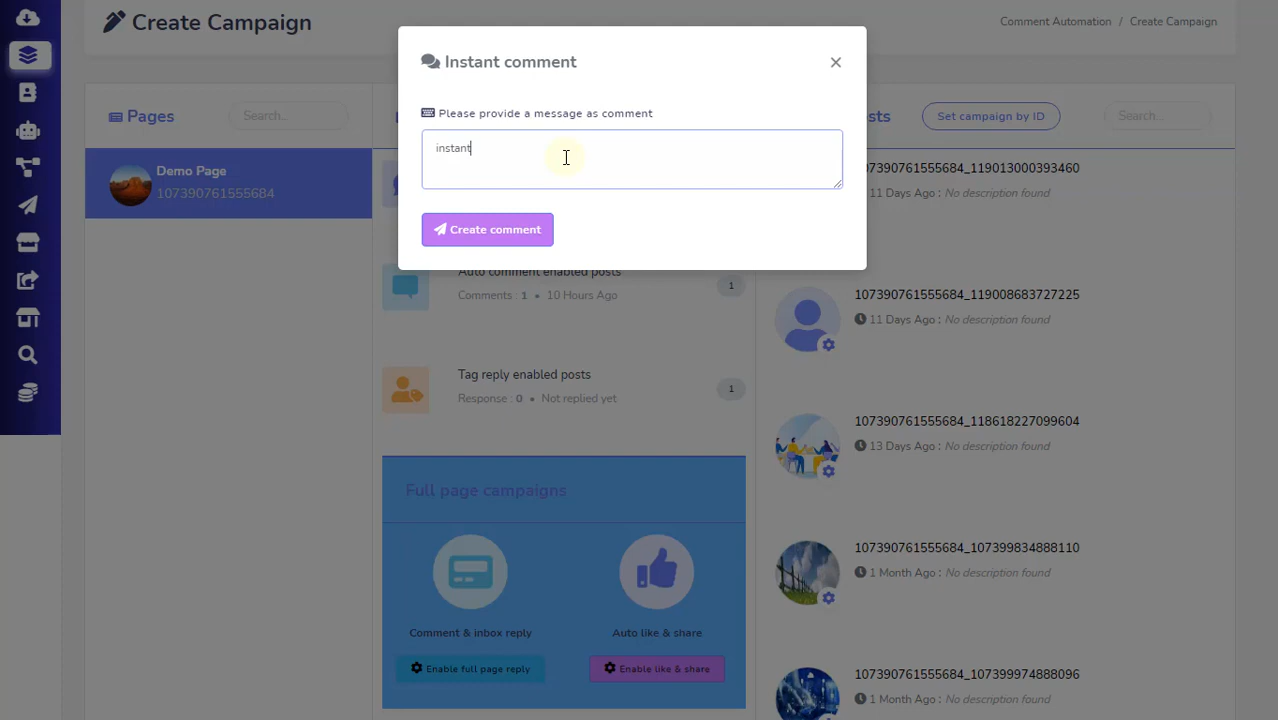 Create Campaign
Comment Automation / Create Campaign
Instant comment
×
Please provide a message as comment
instant
Create comment
Pages
Search..
Demo Page
107390761555684
Auto comment enabled posts
Comments : 1 • 10 Hours Ago
1
Tag reply enabled posts
Response : 0 • Not replied yet
1
Full page campaigns
Comment & inbox reply
Enable full page reply
Auto like & share
Enable like & share
Set campaign by ID
Search..
107390761555684_119013000393460
11 Days Ago : No description found
107390761555684_119008683727225
11 Days Ago : No description found
107390761555684_118618227099604
13 Days Ago : No description found
107390761555684_107399834888110
1 Month Ago : No description found
107390761555684_107399974888096
1 Month Ago : No description found